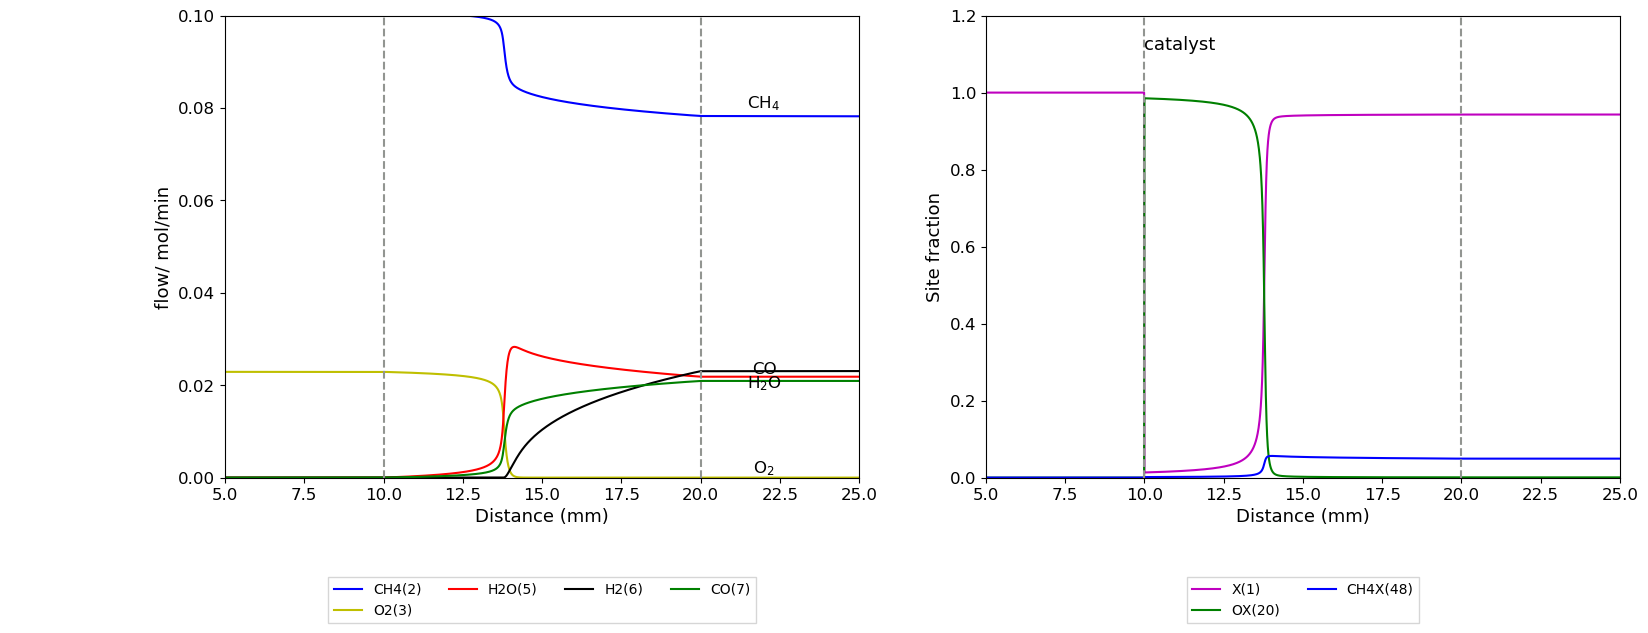 0.10
0.08
0.06
0.04
0.02
0.00
flow/ mol/min
CH₄
CO
H₂O
O₂
5.0 7.5 10.0 12.5 15.0 17.5 20.0 22.5 25.0
Distance (mm)
CH4(2) H2O(5) H2(6) CO(7)
O2(3)
1.2
1.0
0.8
0.6
0.4
0.2
0.0
Site fraction
catalyst
5.0 7.5 10.0 12.5 15.0 17.5 20.0 22.5 25.0
Distance (mm)
X(1) CH4X(48)
OX(20)